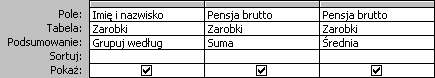 Pole: Imię i nazwisko Pensja brutto Pensja brutto
Tabela: Zarobki Zarobki Zarobki
Podsumowanie: Grupuj według Suma Średnia
Sortuj:
Pokaż: